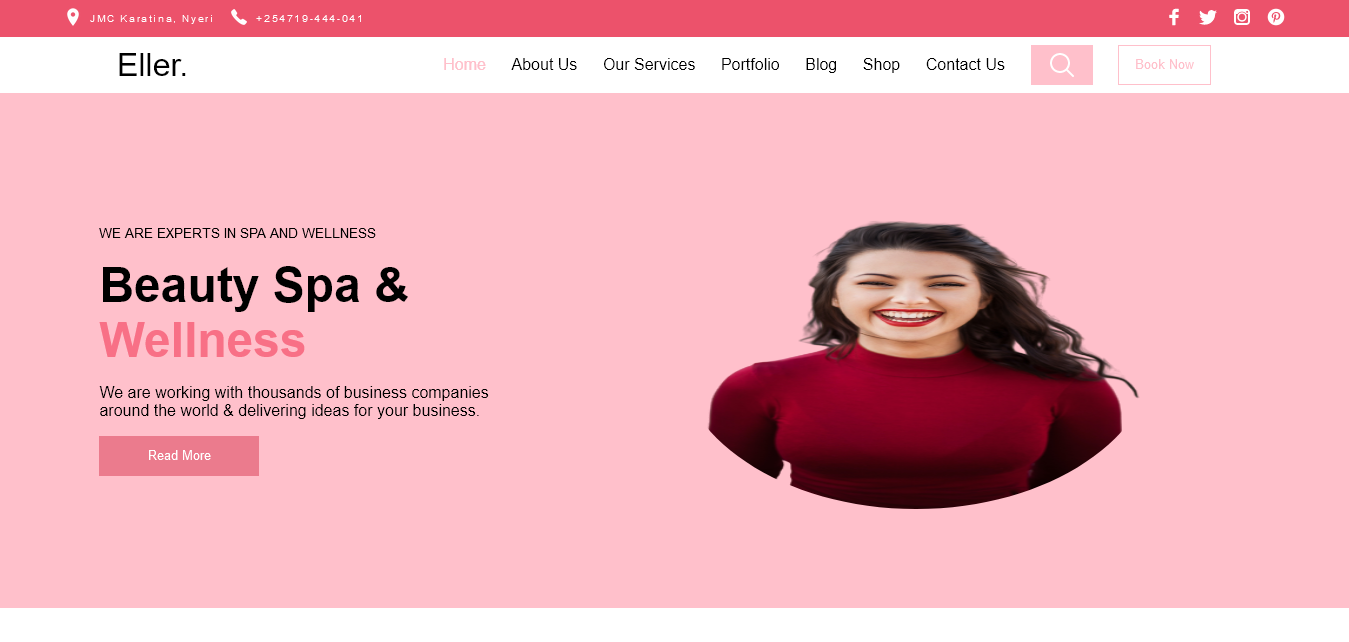 JMC Karatina, Nyeri
+254719-444-041
Eller.
Home
About Us
Our Services
Portfolio
Blog
Shop
Contact Us
Book Now
WE ARE EXPERTS IN SPA AND WELLNESS
Beauty Spa &
Wellness
We are working with thousands of business companies
around the world & delivering ideas for your business.
Read More